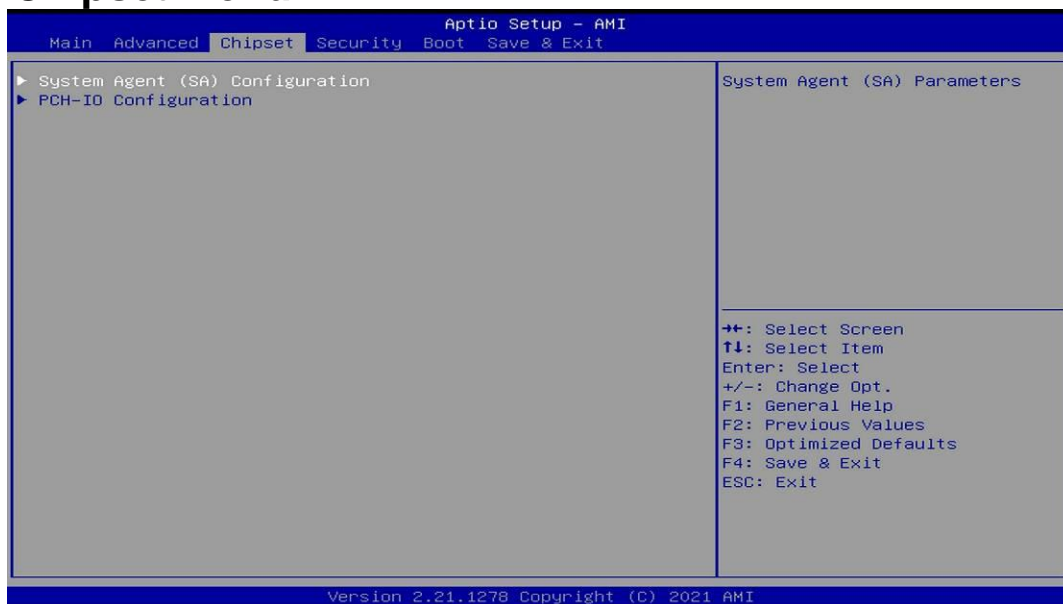 Aptio Setup – AMI
Main Advanced Chipset Security Boot Save & Exit
► System Agent (SA) Configuration
► PCH-IO Configuration
System Agent (SA) Parameters
→←: Select Screen
↑↓: Select Item
Enter: Select
+/-: Change Opt.
F1: General Help
F2: Previous Values
F3: Optimized Defaults
F4: Save & Exit
ESC: Exit
Version 2.21.1278 Copyright (C) 2021 AMI